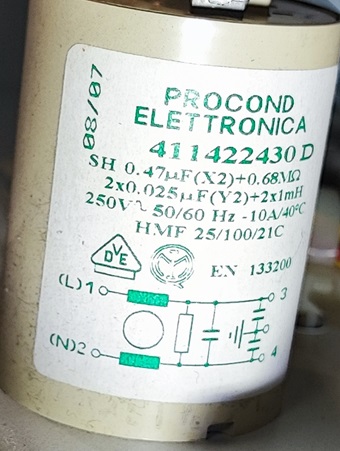 08/07
PROCOND
ELETTRONICA
411422430 D
SH 0.47µF(X2)+0.68MΩ
2x0.025µF(Y2)+2x1mH
250V~ 50/60 Hz -10A/40°C
HMF 25/100/21C
DVE
EN 133200
(L)1
3
(N)2
4